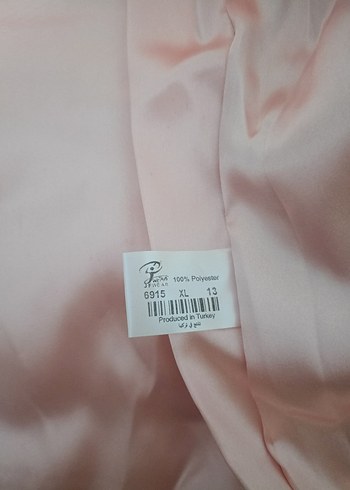 100% Polyester
6915 XL 13
Produced in Turkey